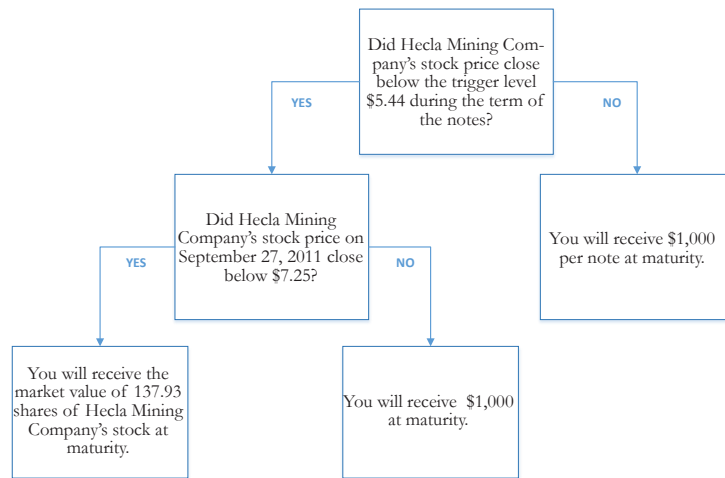 Did Hecla Mining Com-
pany's stock price close
below the trigger level
$5.44 during the term of
the notes?
YES
NO
Did Hecla Mining
Company's stock price on
September 27, 2011 close
below $7.25?
You will receive $1,000
per note at maturity.
YES
NO
You will receive the
market value of 137.93
shares of Hecla Mining
Company's stock at
maturity.
You will receive $1,000
at maturity.